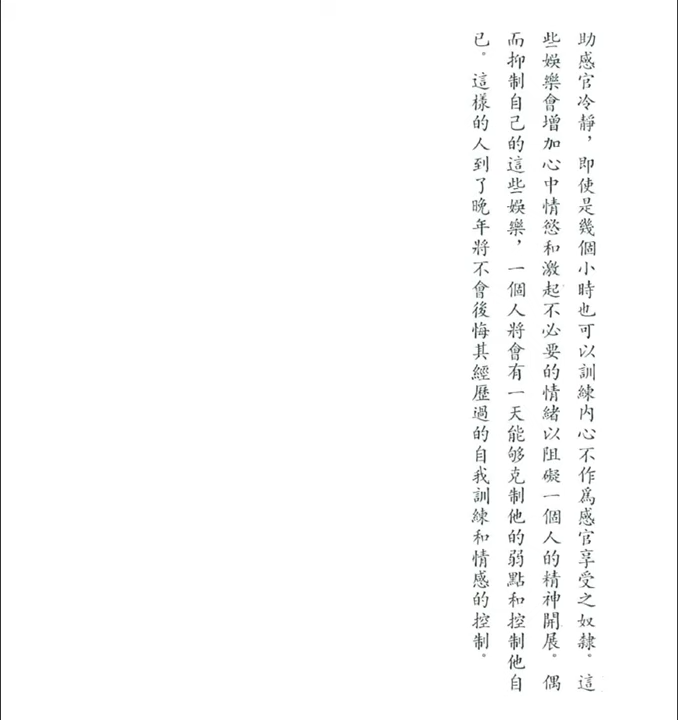 助感官冷靜，即使是幾個小時也可以訓練內心不作爲感官享受之奴隸。這
些娛樂會增加心中情慾和激起不必要的情緒以阻礙一個人的精神開展。偶
而抑制自己的這些娛樂，一個人將會有一天能够克制他的弱點和控制他自
已。這樣的人到了晚年將不會後悔其經歷過的自我訓練和情感的控制。